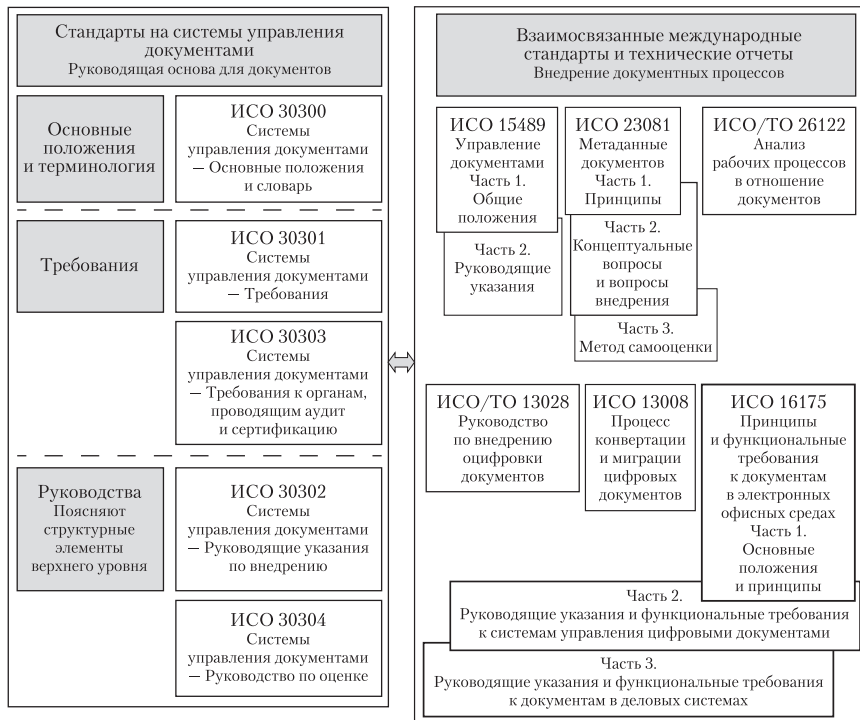 Стандарты на системы управления
документами
Руководящая основа для документов
Основные
положения
и терминология
ИСО 30300
Системы
управления документами
— Основные положения
и словарь
Требования
ИСО 30301
Системы
управления документами
— Требования
ИСО 30303
Системы
управления документами
— Требования к органам,
проводящим аудит
и сертификацию
Руководства
Поясняют
структурные
элементы
верхнего уровня
ИСО 30302
Системы
управления документами
— Руководящие указания
по внедрению
ИСО 30304
Системы
управления документами
— Руководство по оценке
Взаимосвязанные международные
стандарты и технические отчеты
Внедрение документных процессов
ИСО 15489
Управление
документами
Часть 1.
Общие
положения
Часть 2.
Руководящие
указания
ИСО 23081
Метаданные
документов
Часть 1.
Принципы
Часть 2.
Концептуальные
вопросы
и вопросы
внедрения
Часть 3.
Метод самооценки
ИСО/ТО 26122
Анализ
рабочих процессов
в отношение
документов
ИСО/ТО 13028
Руководство
по внедрению
оцифровки
документов
ИСО 13008
Процесс
конвертации
и миграции
цифровых
документов
ИСО 16175
Принципы
и функциональные
требования
к документам
в электронных
офисных средах
Часть 1.
Основные
положения
и принципы
Часть 2.
Руководящие указания и функциональные требования
к системам управления цифровыми документами
Часть 3.
Руководящие указания и функциональные требования
к документам в деловых системах